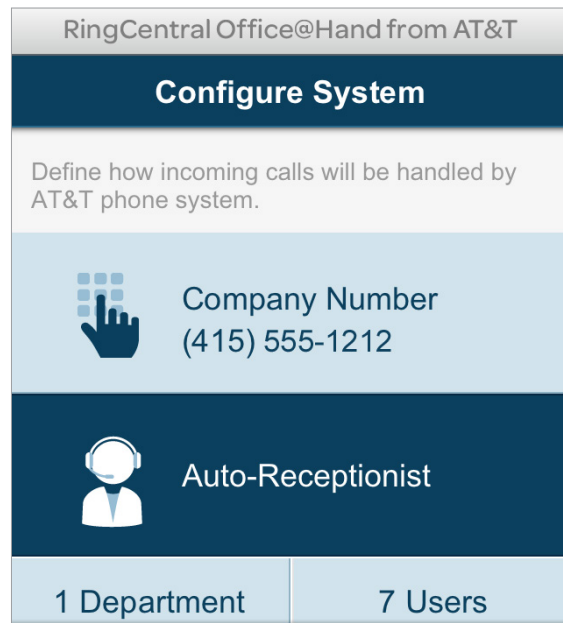 RingCentral Office@Hand from AT&T
Configure System
Define how incoming calls will be handled by
AT&T phone system.
Company Number
(415) 555-1212
Auto-Receptionist
1 Department
7 Users